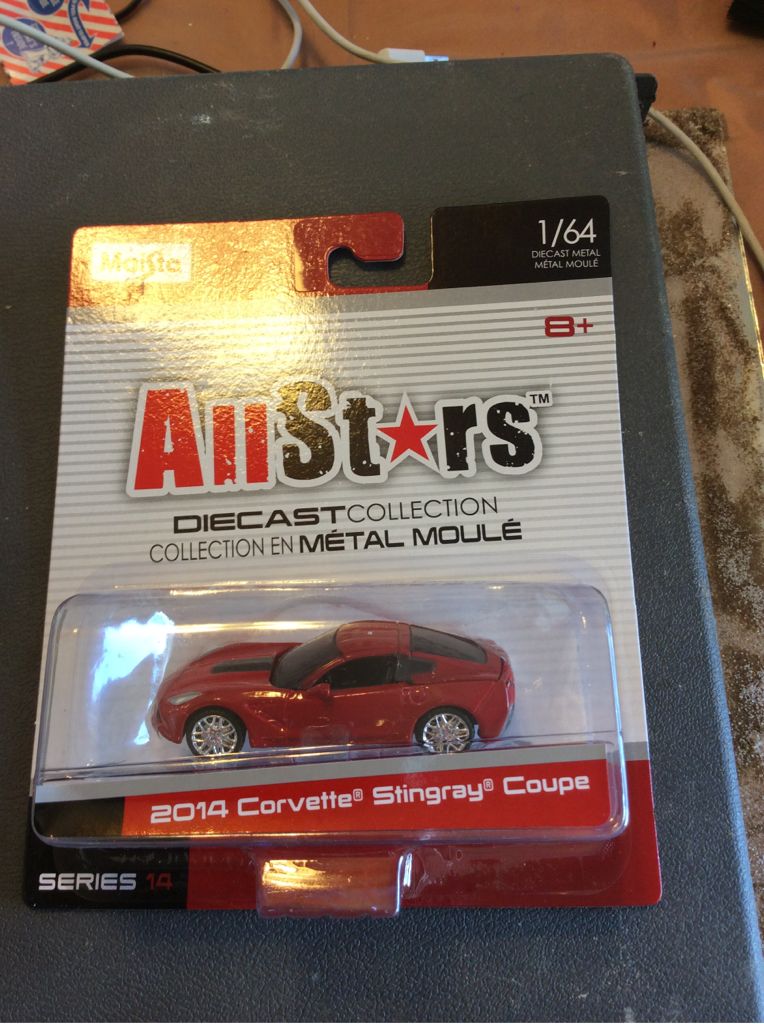 Maisto
1/64
DIECAST METAL
MÉTAL MOULÉ
8+
AllStars™
DIECASTCOLLECTION
COLLECTION EN MÉTAL MOULÉ
2014 Corvette® Stingray® Coupe
SERIES 14